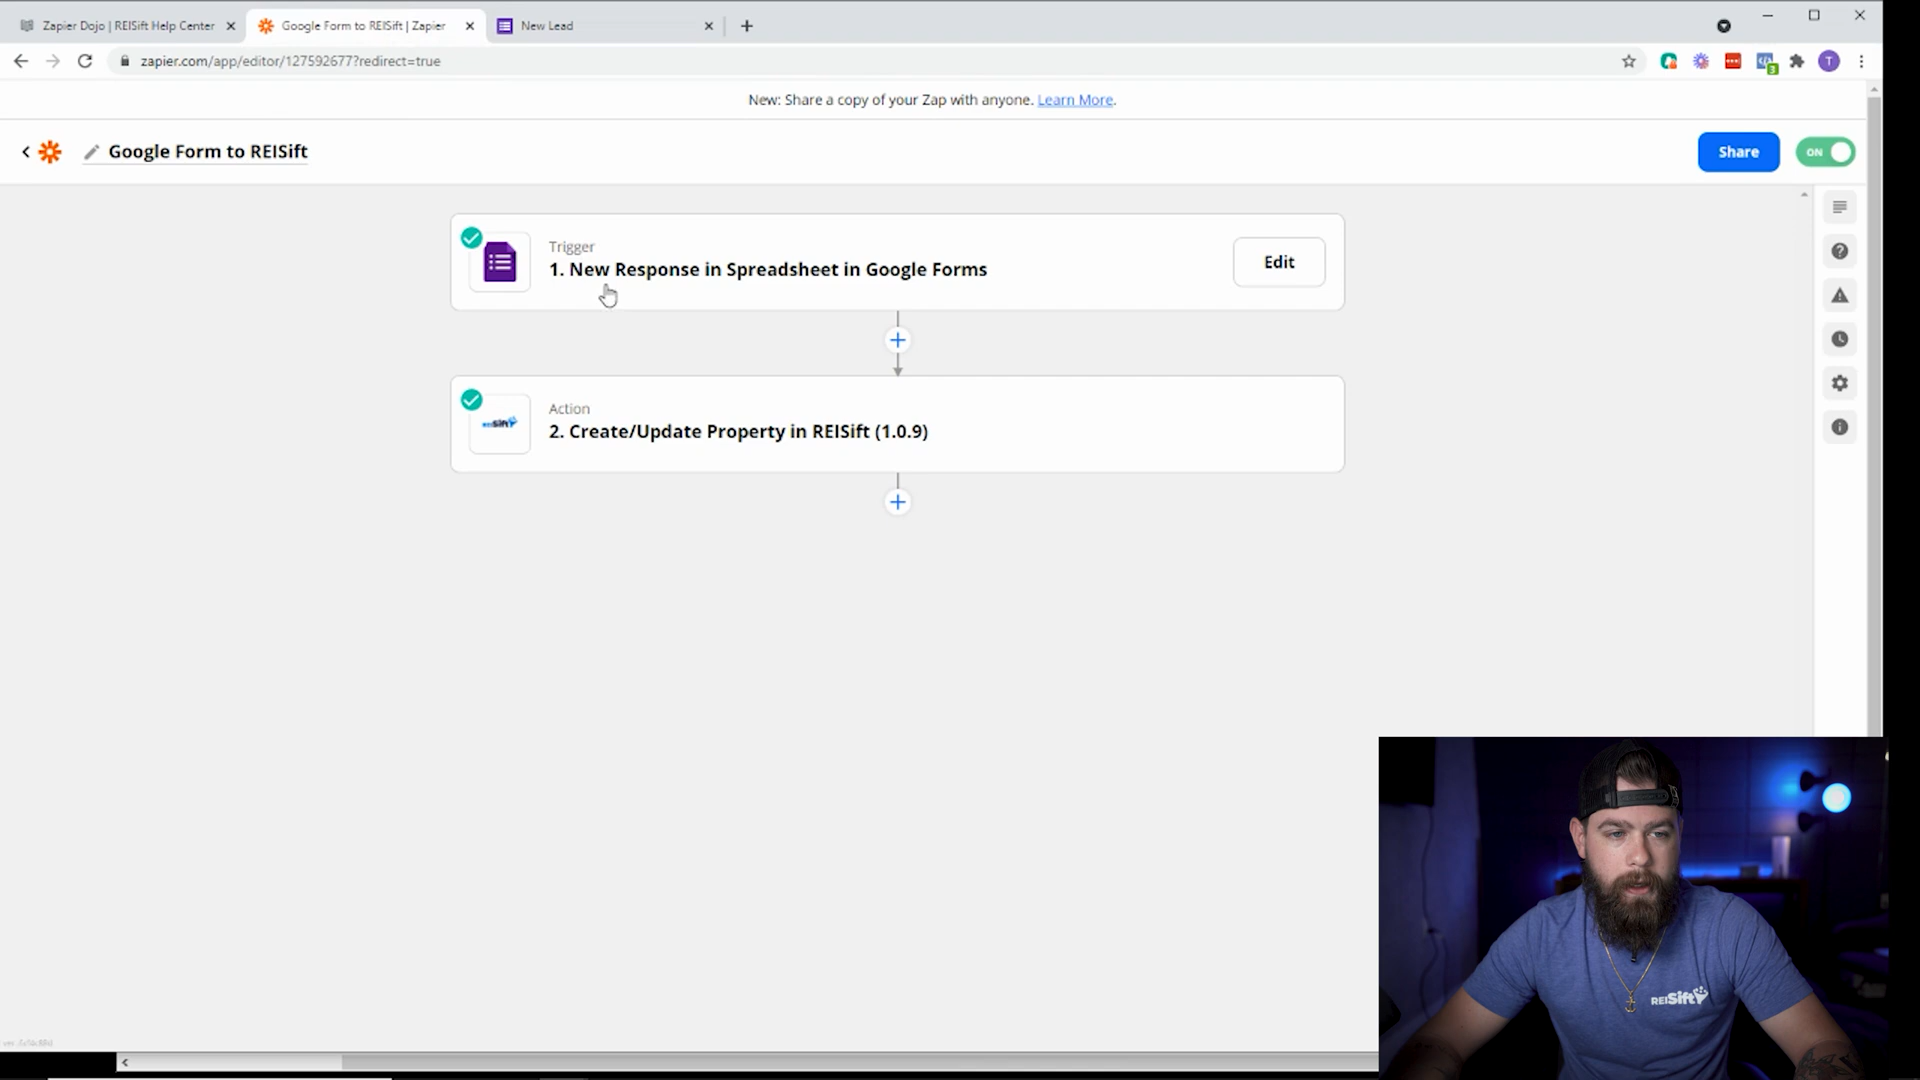 Zapier Dojo | REISift Help Center
Google Form to REISift | Zapier
New Lead
zapier.com/app/editor/127592677?redirect=true
3
T
New: Share a copy of your Zap with anyone. Learn More.
Google Form to REISift
Share
ON
Trigger
1. New Response in Spreadsheet in Google Forms
Edit
REISift
Action
2. Create/Update Property in REISift (1.0.9)
REISift